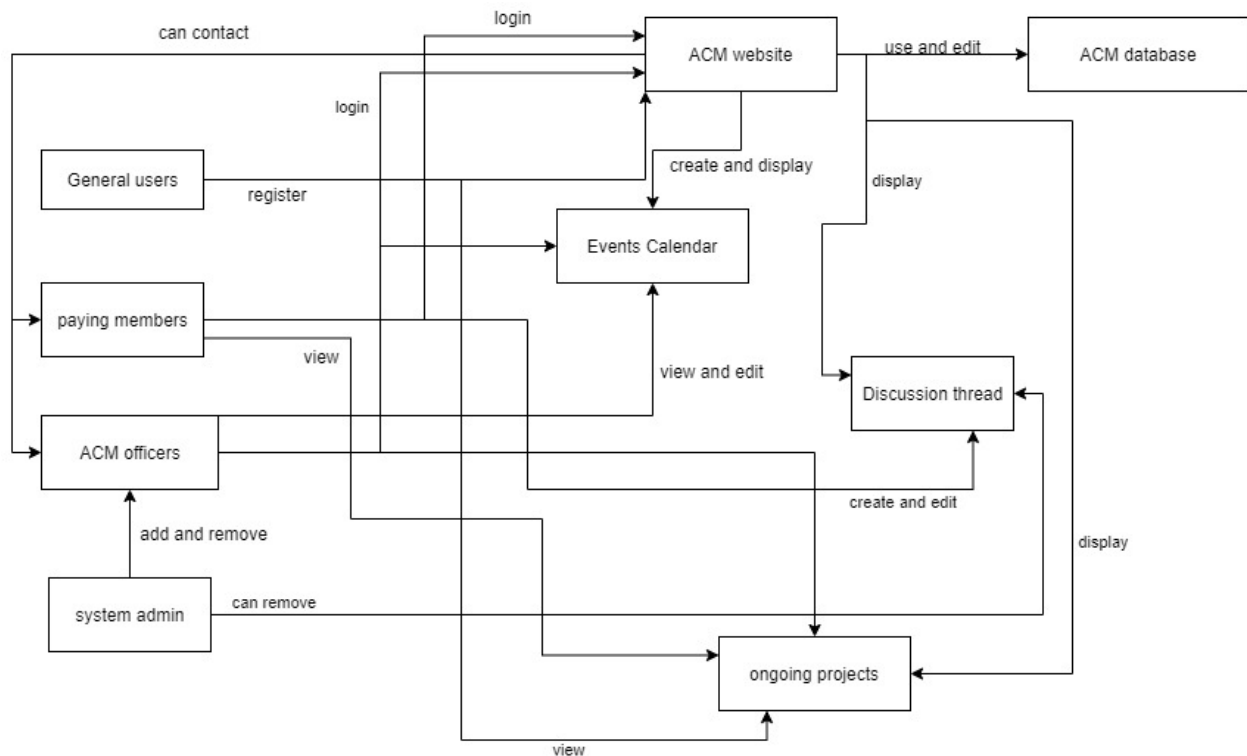 login
can contact
ACM website
use and edit
ACM database
login
create and display
General users
register
display
Events Calendar
paying members
view
view and edit
Discussion thread
ACM officers
create and edit
add and remove
display
system admin
can remove
ongoing projects
view